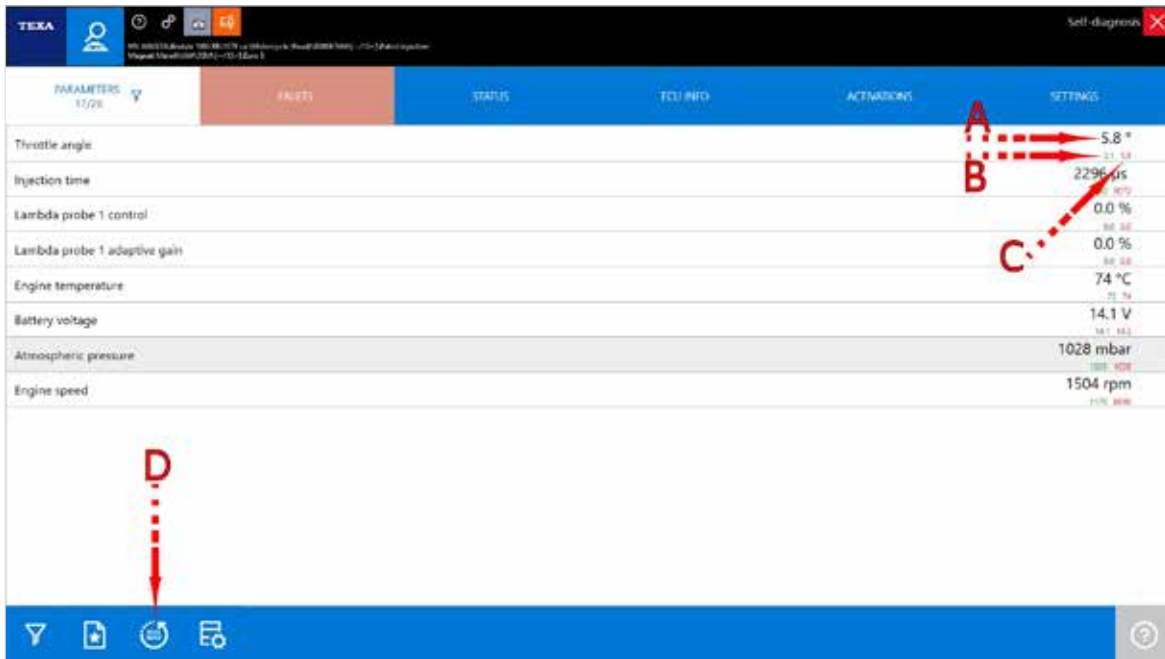 TEXA
Self-diagnosis
PARAMETERS
17/28
FAULTS
STATUS
ECU INFO
ACTIVATIONS
SETTINGS
A
Throttle angle
5.8 °
B
Injection time
2296 µs
Lambda probe 1 control
0.0 %
C
Lambda probe 1 adaptive gain
0.0 %
Engine temperature
74 °C
Battery voltage
14.1 V
Atmospheric pressure
1028 mbar
Engine speed
1504 rpm
D